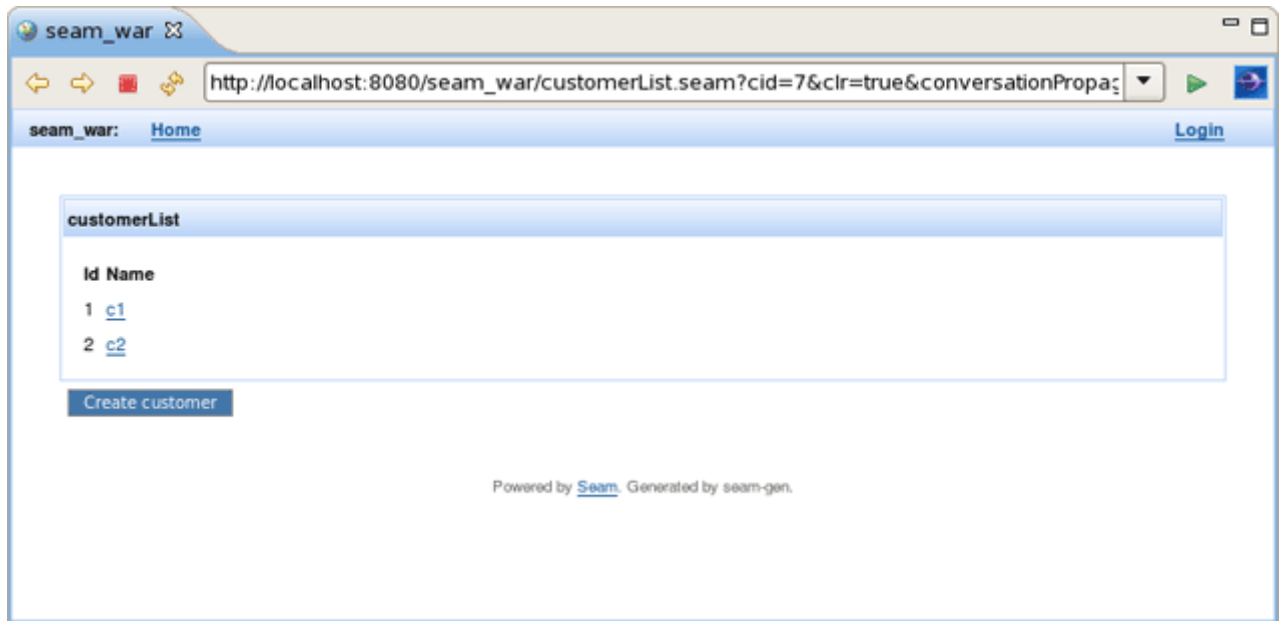 seam_war
http://localhost:8080/seam_war/customerList.seam?cid=7&clr=true&conversationPropag
seam_war: Home Login
customerList
Id Name
1 c1
2 c2
Create customer
Powered by Seam. Generated by seam-gen.